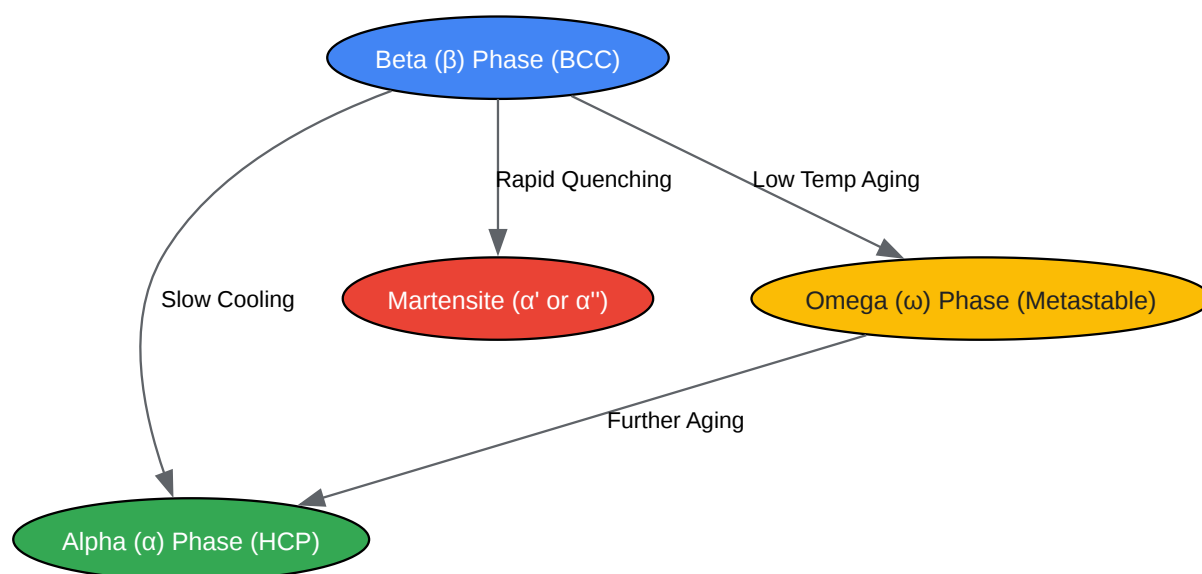 Beta (β) Phase (BCC)
Rapid Quenching
Low Temp Aging
Slow Cooling
Martensite (α' or α'')
Omega (ω) Phase (Metastable)
Further Aging
Alpha (α) Phase (HCP)